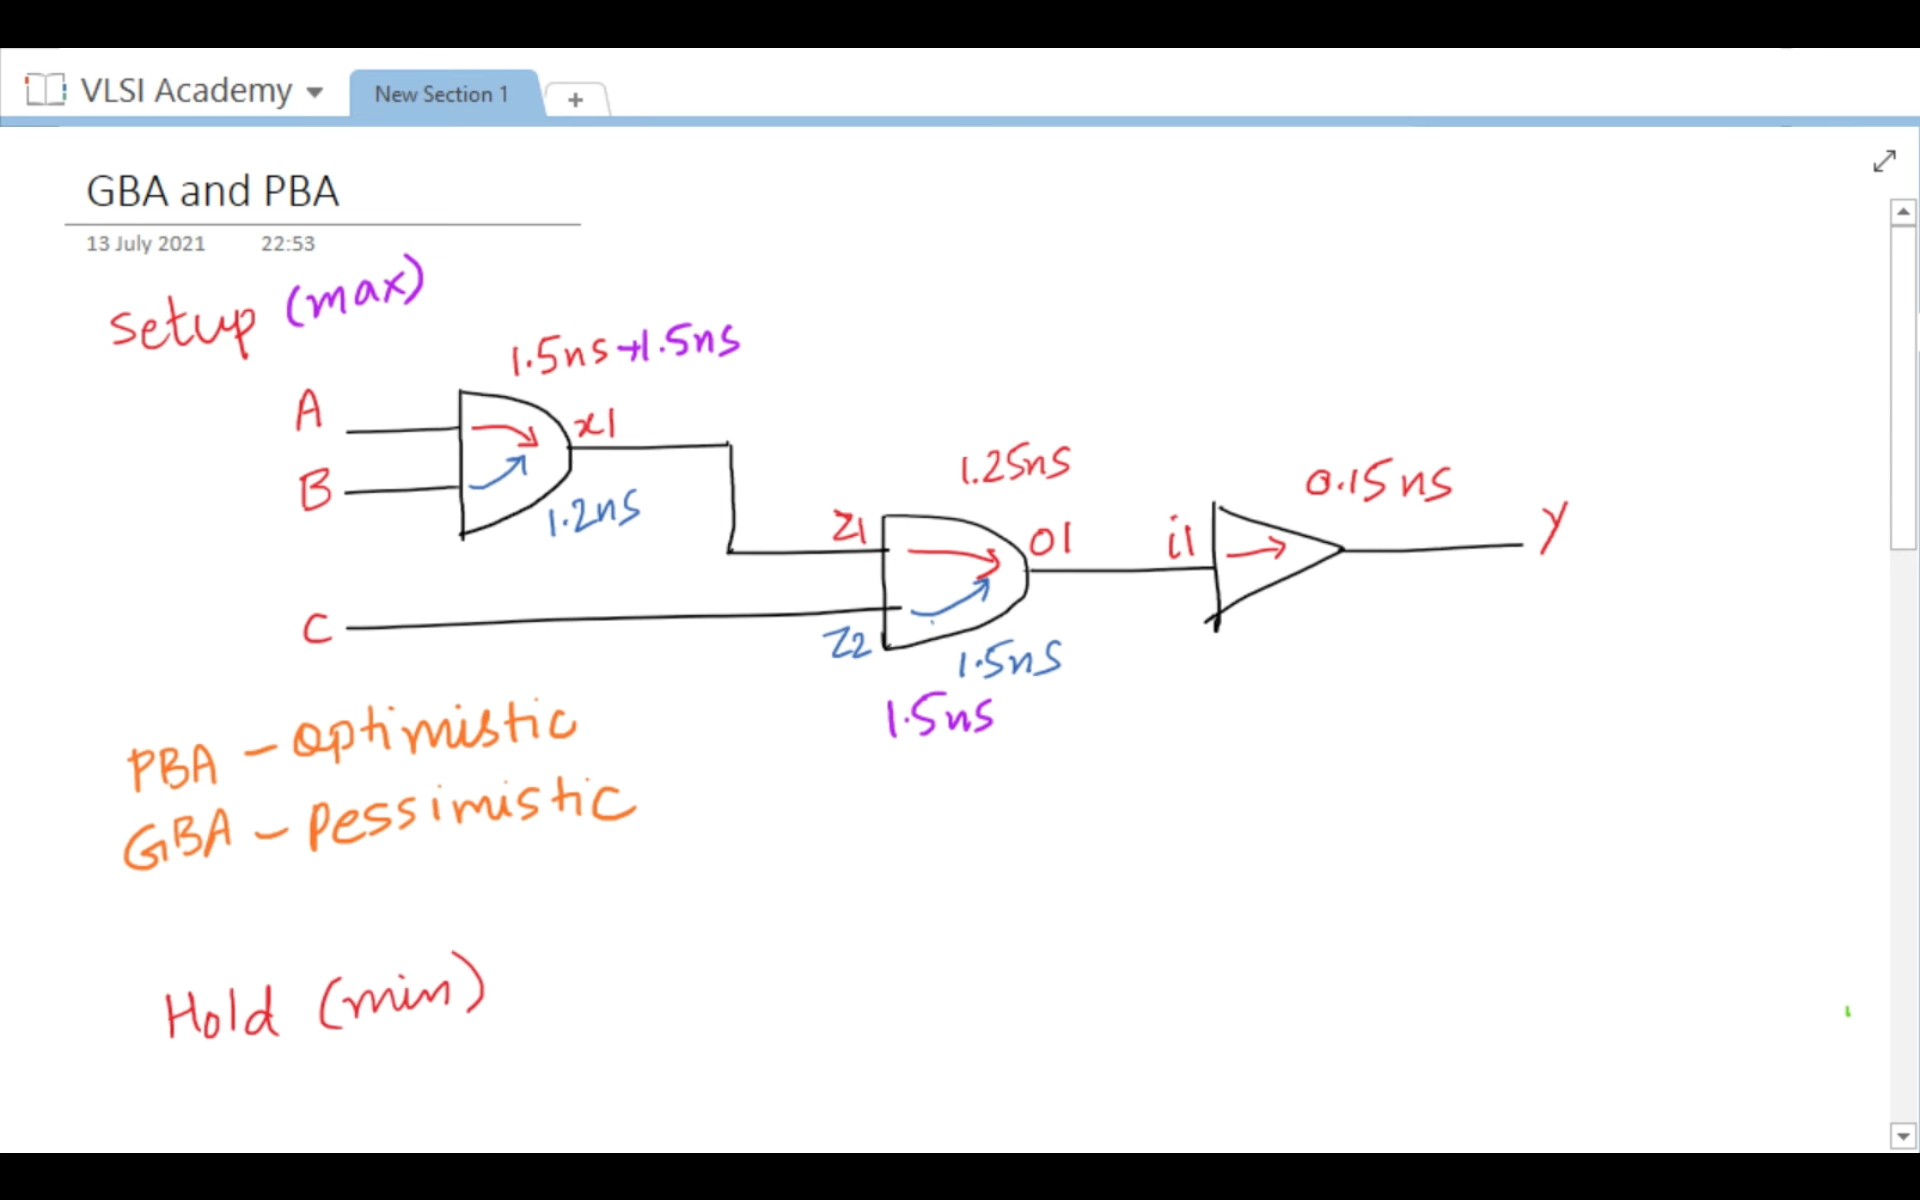 VLSI Academy
New Section 1
+
GBA and PBA
13 July 2021 22:53
Setup (max)
1.5ns→1.5ns
A
x1
B
1.2ns
1.25ns
0.15ns
Z1
O1
i1
Y
C
Z2
1.5ns
1.5ns
PBA - Optimistic
GBA - Pessimistic
Hold (min)